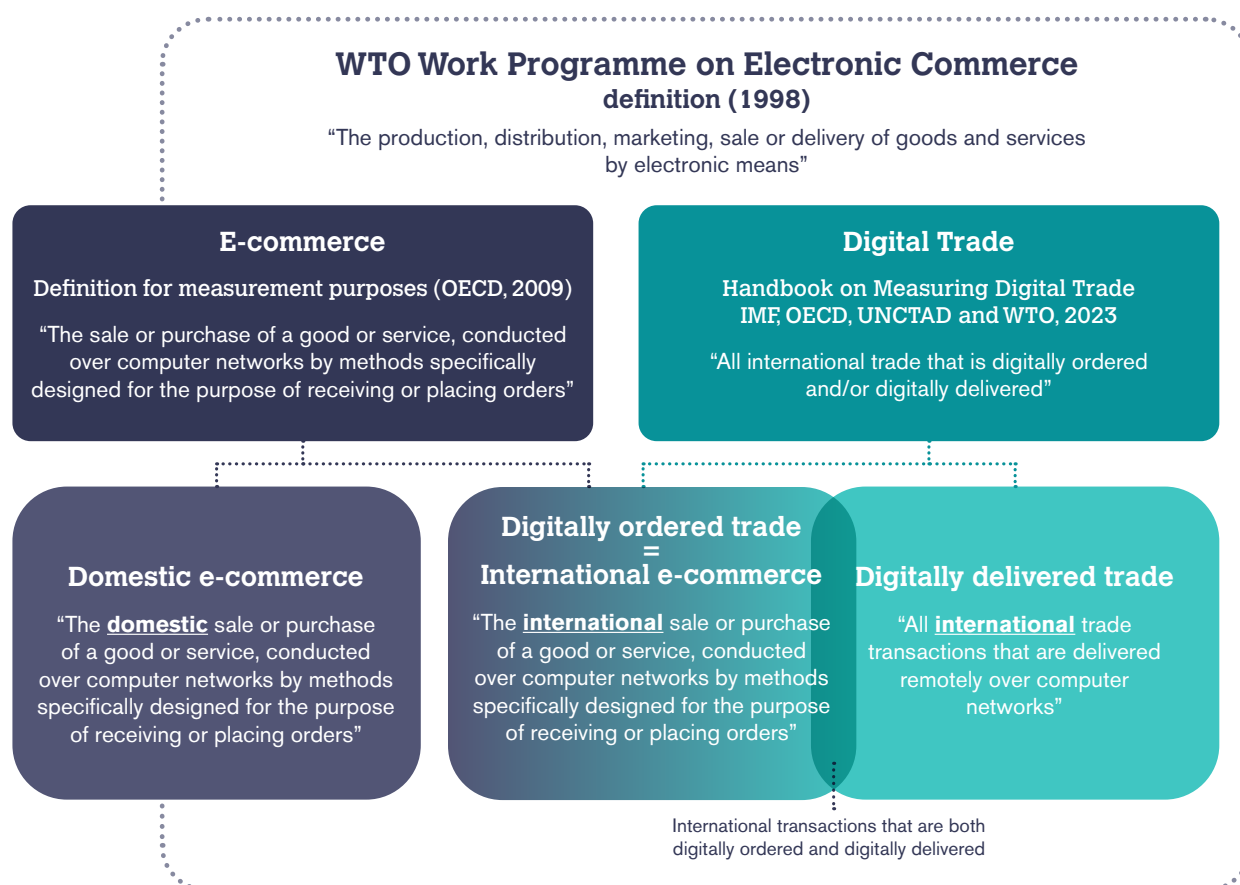 WTO Work Programme on Electronic Commerce
definition (1998)
“The production, distribution, marketing, sale or delivery of goods and services
by electronic means”
E-commerce
Definition for measurement purposes (OECD, 2009)
“The sale or purchase of a good or service, conducted
over computer networks by methods specifically
designed for the purpose of receiving or placing orders”
Digital Trade
Handbook on Measuring Digital Trade
IMF, OECD, UNCTAD and WTO, 2023
“All international trade that is digitally ordered
and/or digitally delivered”
Domestic e-commerce
“The domestic sale or purchase
of a good or service, conducted
over computer networks by methods
specifically designed for the purpose
of receiving or placing orders”
Digitally ordered trade
=
International e-commerce
“The international sale or purchase
of a good or service, conducted
over computer networks by methods
specifically designed for the purpose
of receiving or placing orders”
Digitally delivered trade
“All international trade
transactions that are delivered
remotely over computer
networks”
International transactions that are both
digitally ordered and digitally delivered